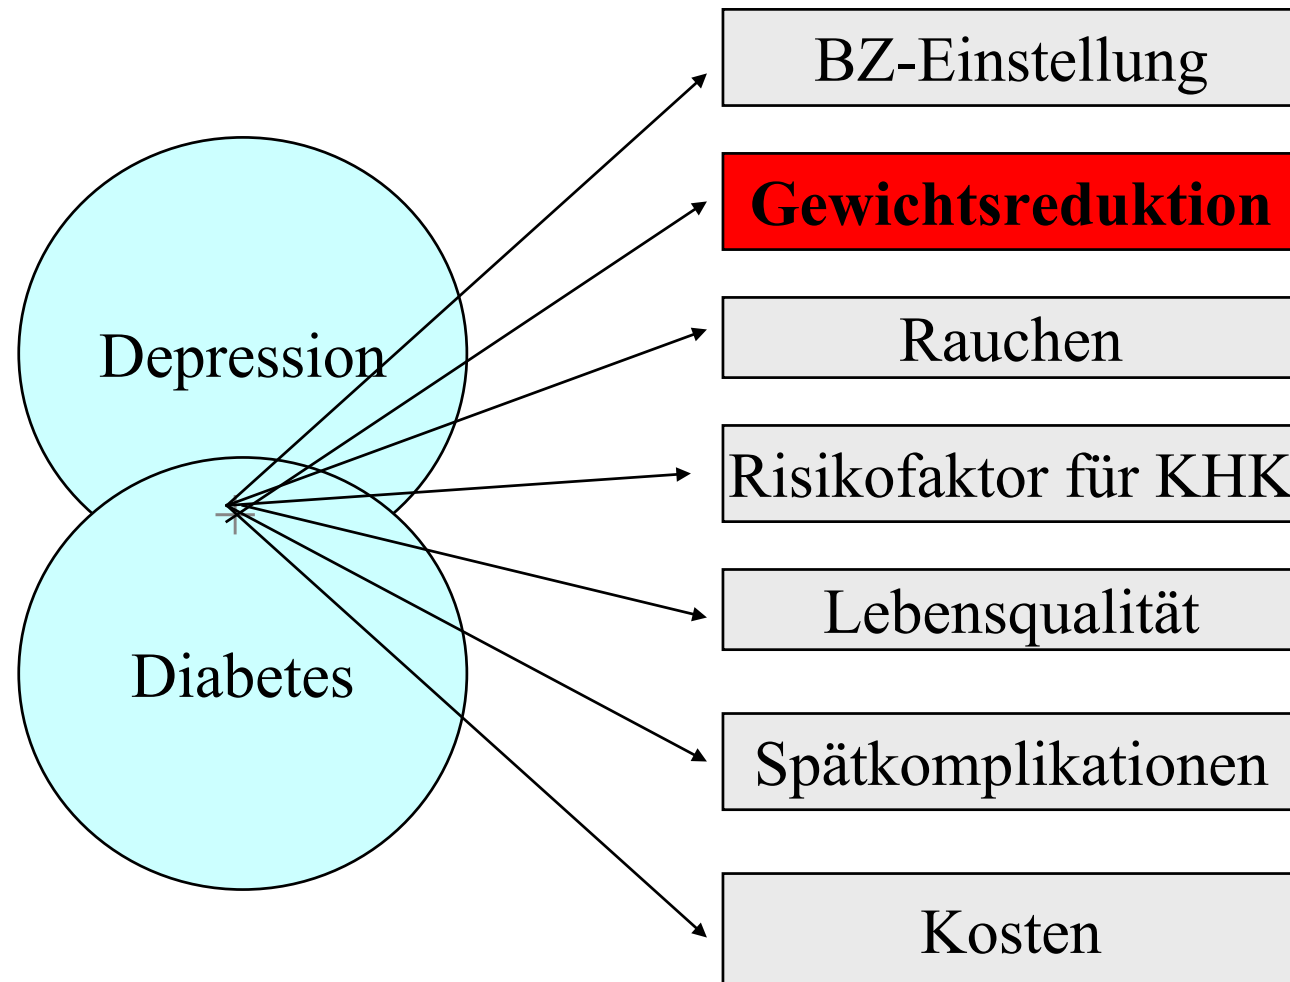 BZ-Einstellung
Gewichtsreduktion
Rauchen
Depression
Risikofaktor für KHK
Lebensqualität
Diabetes
Spätkomplikationen
Kosten